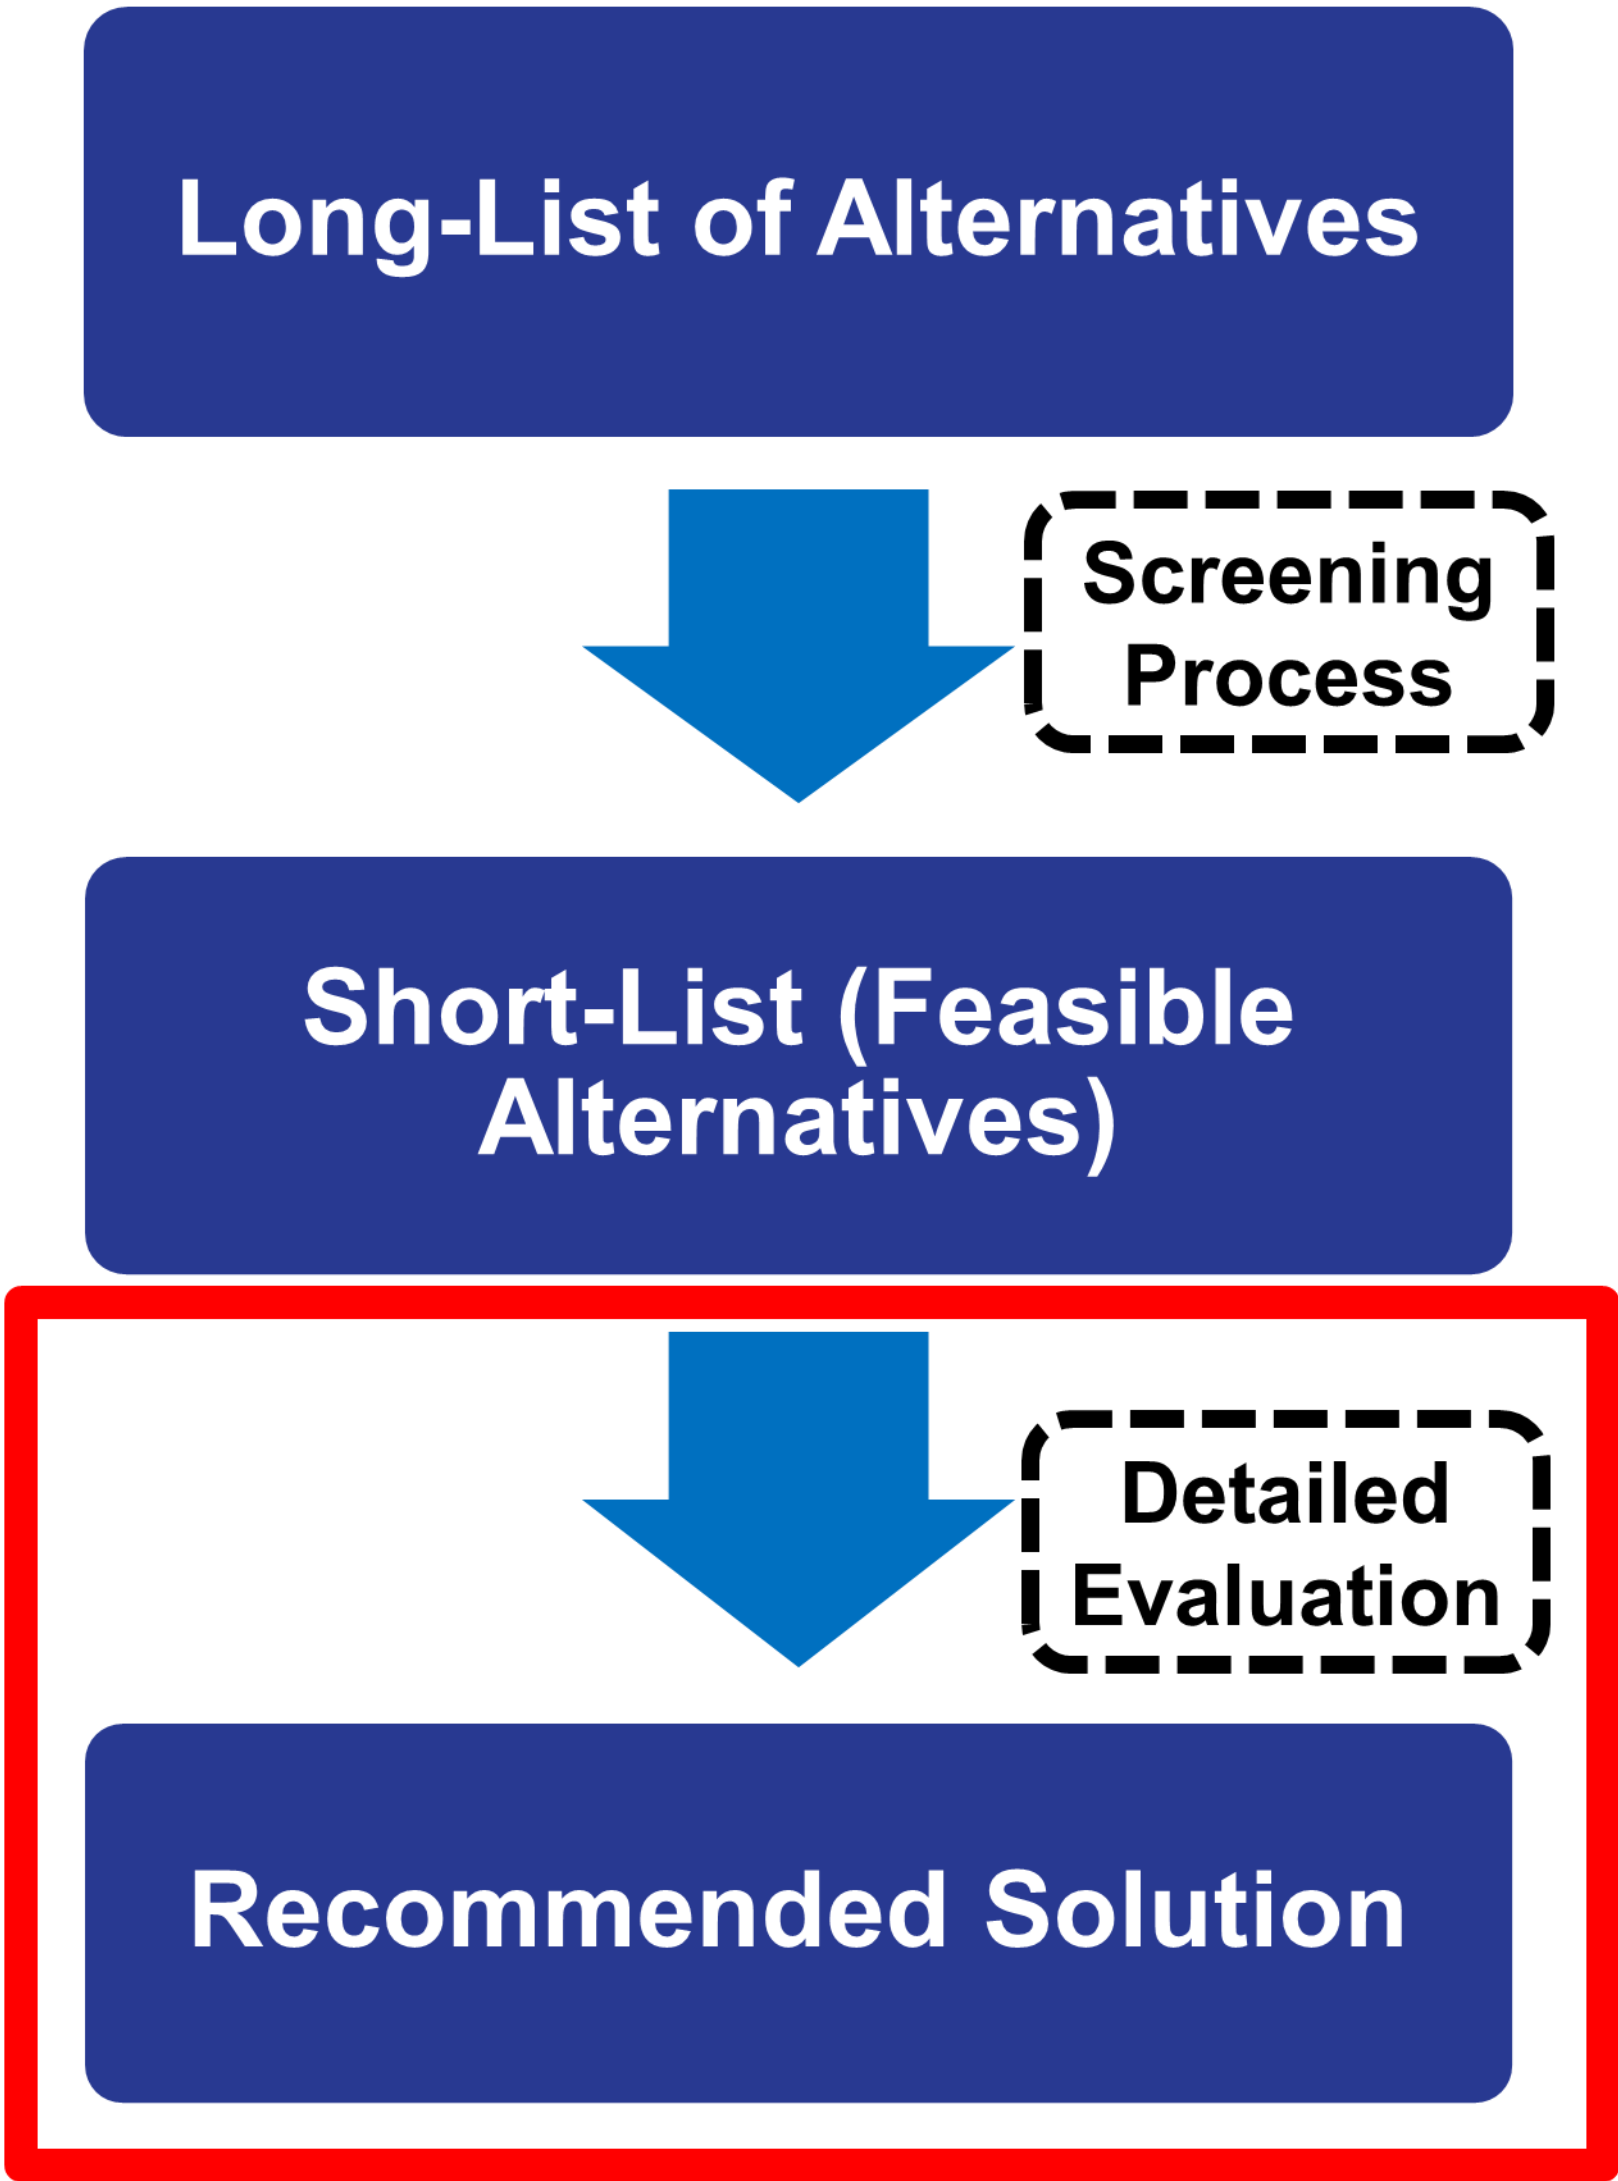 Long-List of Alternatives
Screening
Process
Short-List (Feasible
Alternatives)
Detailed
Evaluation
Recommended Solution